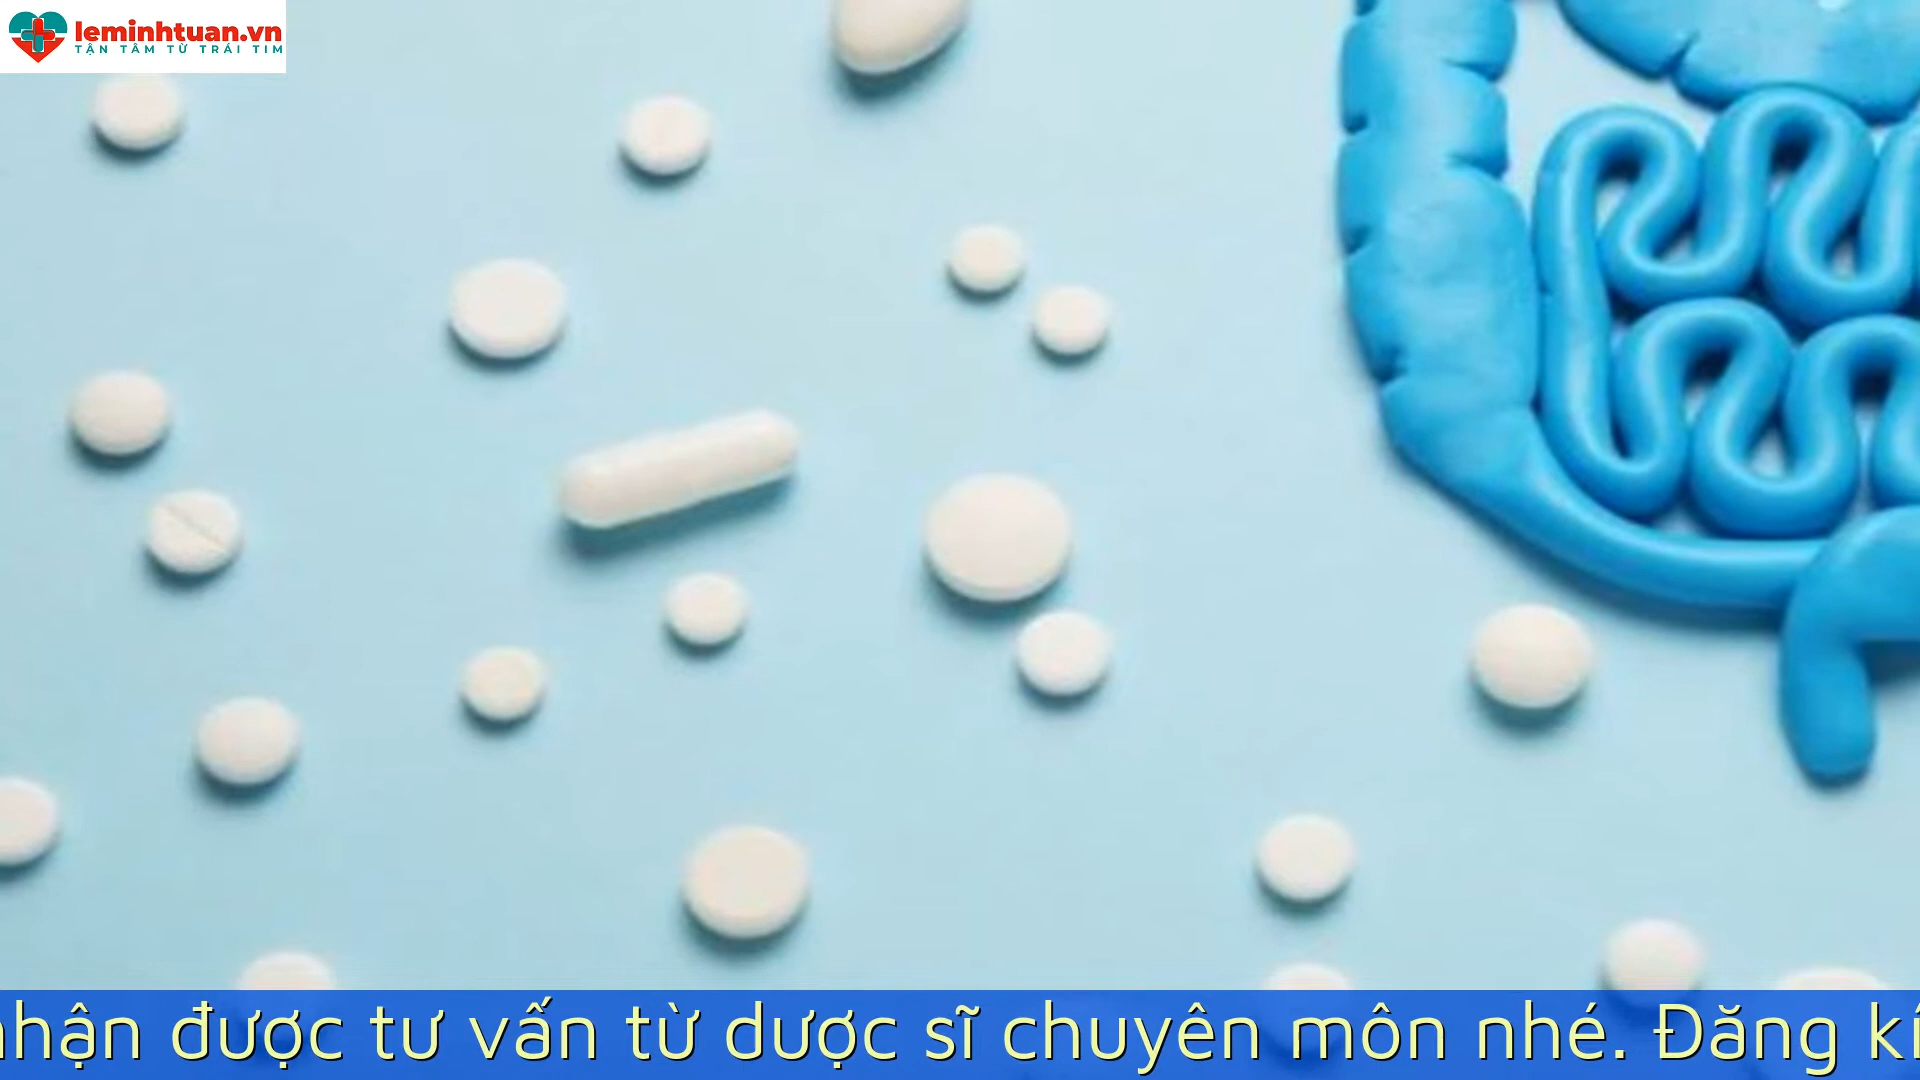 leminhtuan.vn
TẬN TÂM TỪ TRÁI TIM
nhận được tư vấn từ dược sĩ chuyên môn nhé. Đăng kí